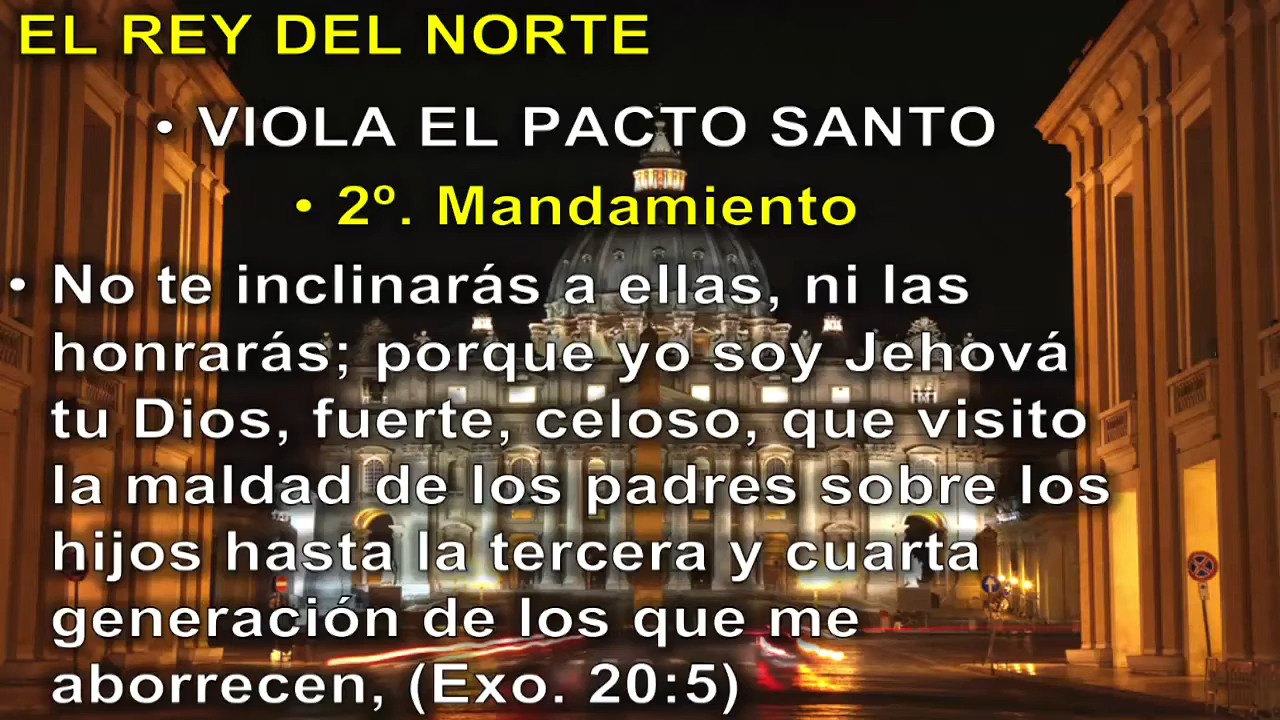 EL REY DEL NORTE
• VIOLA EL PACTO SANTO
• 2º. Mandamiento
• No te inclinarás a ellas, ni las
honrarás; porque yo soy Jehová
tu Dios, fuerte, celoso, que visito
la maldad de los padres sobre los
hijos hasta la tercera y cuarta
generación de los que me
aborrecen, (Exo. 20:5)